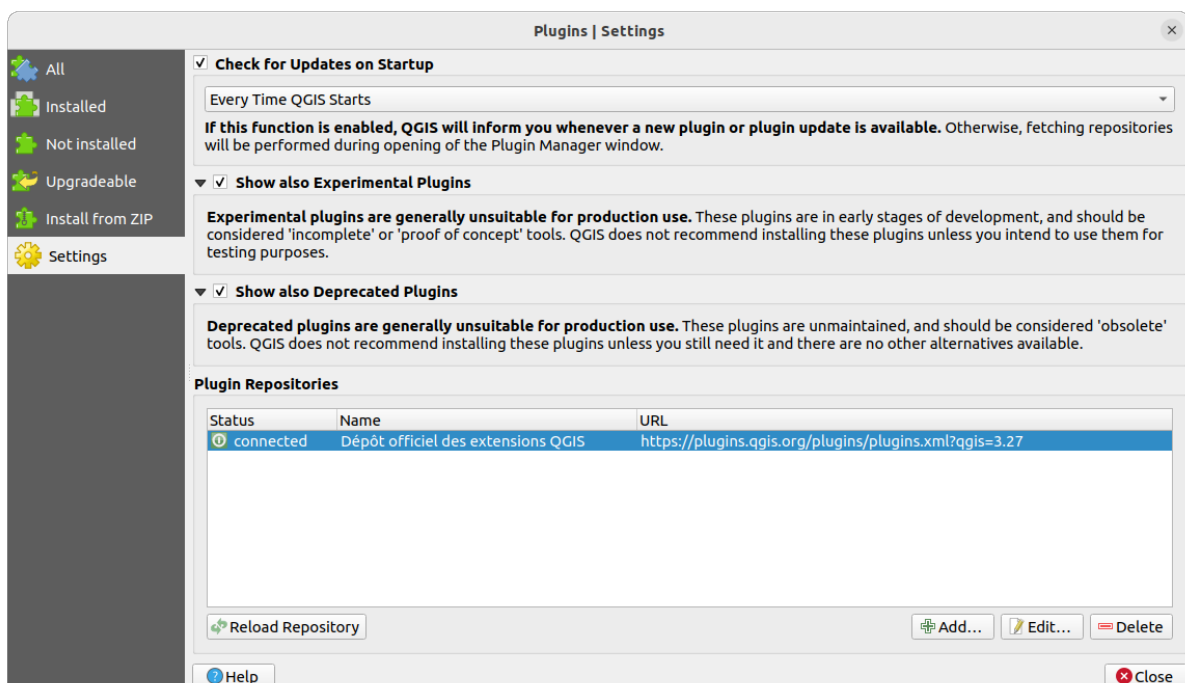 Plugins | Settings
All
Installed
Not installed
Upgradeable
Install from ZIP
Settings
Check for Updates on Startup
Every Time QGIS Starts
If this function is enabled, QGIS will inform you whenever a new plugin or plugin update is available. Otherwise, fetching repositories
will be performed during opening of the Plugin Manager window.
Show also Experimental Plugins
Experimental plugins are generally unsuitable for production use. These plugins are in early stages of development, and should be
considered 'incomplete' or 'proof of concept' tools. QGIS does not recommend installing these plugins unless you intend to use them for
testing purposes.
Show also Deprecated Plugins
Deprecated plugins are generally unsuitable for production use. These plugins are unmaintained, and should be considered 'obsolete'
tools. QGIS does not recommend installing these plugins unless you still need it and there are no other alternatives available.
Plugin Repositories
Status Name URL
connected Dépôt officiel des extensions QGIS https://plugins.qgis.org/plugins/plugins.xml?qgis=3.27
Reload Repository Add... Edit... Delete
Help Close